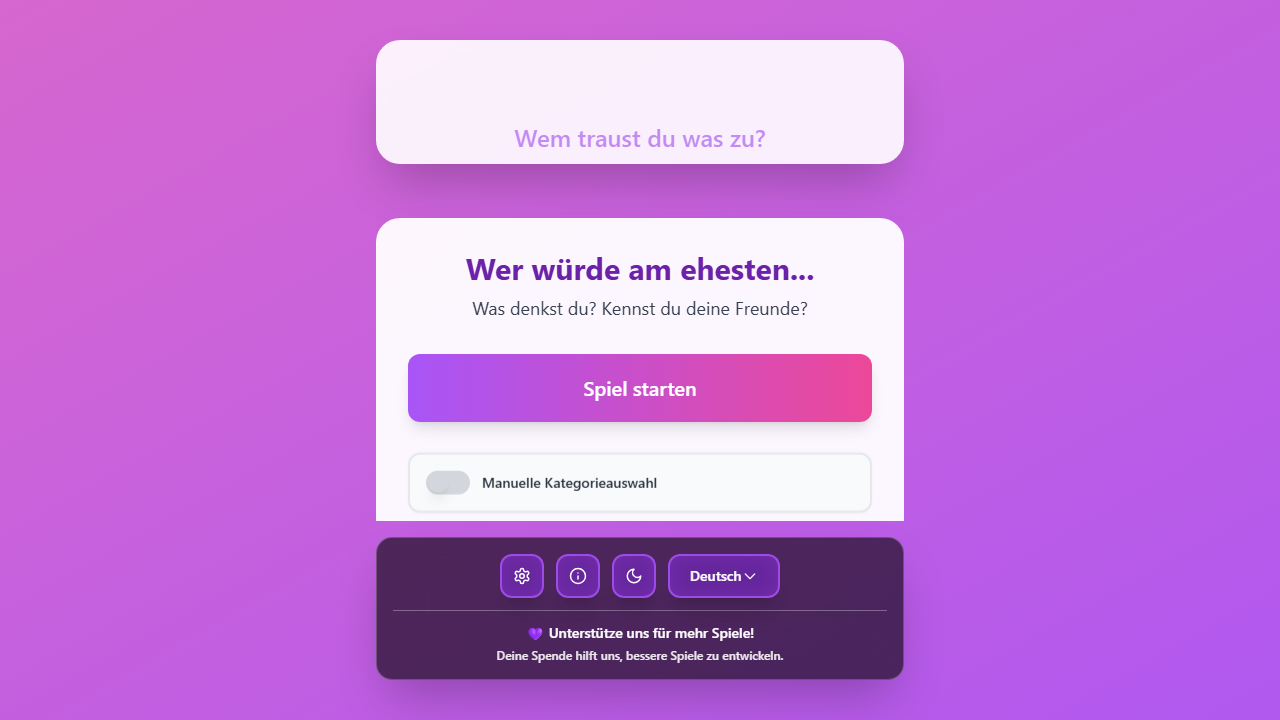 Wem traust du was zu?
Wer würde am ehesten...
Was denkst du? Kennst du deine Freunde?
Spiel starten
Manuelle Kategorieauswahl
Deutsch
💜 Unterstütze uns für mehr Spiele!
Deine Spende hilft uns, bessere Spiele zu entwickeln.